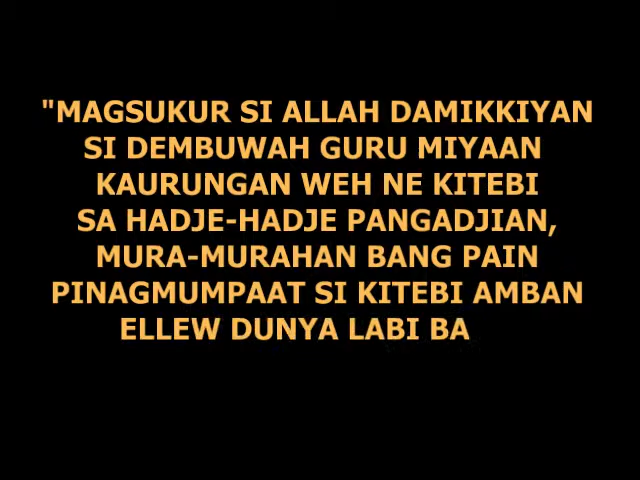 "MAGSUKUR SI ALLAH DAMIKKIYAN
SI DEMBUWAH GURU MIYAAN
KAURUNGAN WEH NE KITEBI
SA HADJE-HADJE PANGADJIAN,
MURA-MURAHAN BANG PAIN
PINAGMUMPAAT SI KITEBI AMBAN
ELLEW DUNYA LABI BA